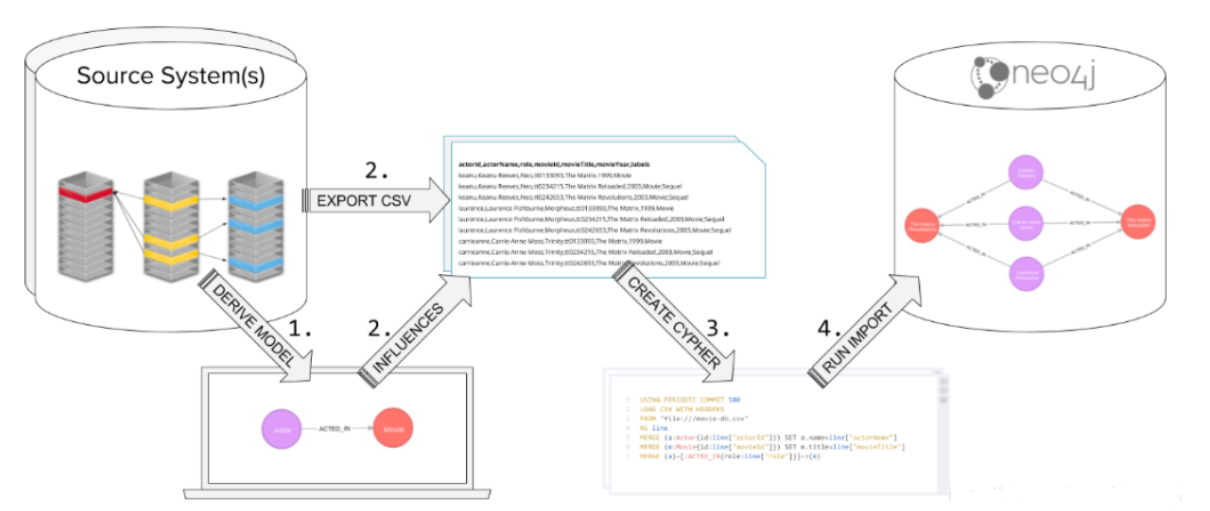 Source System(s)
neo4j
2.
EXPORT CSV
actorId,actorName,role,movieId,movieTitle,movieYear,labels
keanu,Keanu Reeves,Neo,tt0133093,The Matrix,1999,Movie
keanu,Keanu Reeves,Neo,tt0234215,The Matrix Reloaded,2003,Movie;Sequel
keanu,Keanu Reeves,Neo,tt0242653,The Matrix Revolutions,2003,Movie;Sequel
laurence,Laurence Fishburne,Morpheus,tt0133093,The Matrix,1999,Movie
laurence,Laurence Fishburne,Morpheus,tt0234215,The Matrix Reloaded,2003,Movie;Sequel
laurence,Laurence Fishburne,Morpheus,tt0242653,The Matrix Revolutions,2003,Movie;Sequel
carrieanne,Carrie-Anne Moss,Trinity,tt0133093,The Matrix,1999,Movie
carrieanne,Carrie-Anne Moss,Trinity,tt0234215,The Matrix Reloaded,2003,Movie;Sequel
carrieanne,Carrie-Anne Moss,Trinity,tt0242653,The Matrix Revolutions,2003,Movie;Sequel
ACTED_IN
ACTED_IN
ACTED_IN
ACTED_IN
ACTED_IN
ACTED_IN
The Matrix
Revolutions
The Matrix
Reloaded
1.
DERIVE MODEL
2.
INFLUENCES
CREATE CYPHER
3.
4.
RUN IMPORT
Actor
ACTED_IN
Movie
1 USING PERIODIC COMMIT 500
2 LOAD CSV WITH HEADERS
3 FROM "file:///movie-db.csv"
4 AS line
5 MERGE (a:Actor{id:line["actorId"]}) SET a.name=line["actorName"]
6 MERGE (m:Movie{id:line["movieId"]}) SET m.title=line["movieTitle"]
7 MERGE (a)-[:ACTED_IN{role:line["role"]}]->(m)